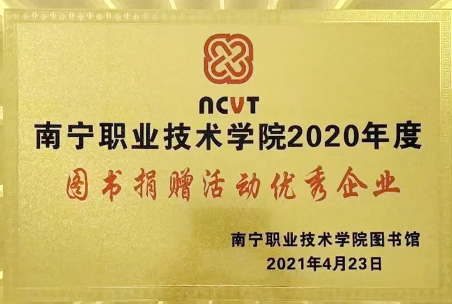 NCVT
南宁职业技术学院2020年度
图书捐赠活动优秀企业
南宁职业技术学院图书馆
2021年4月23日